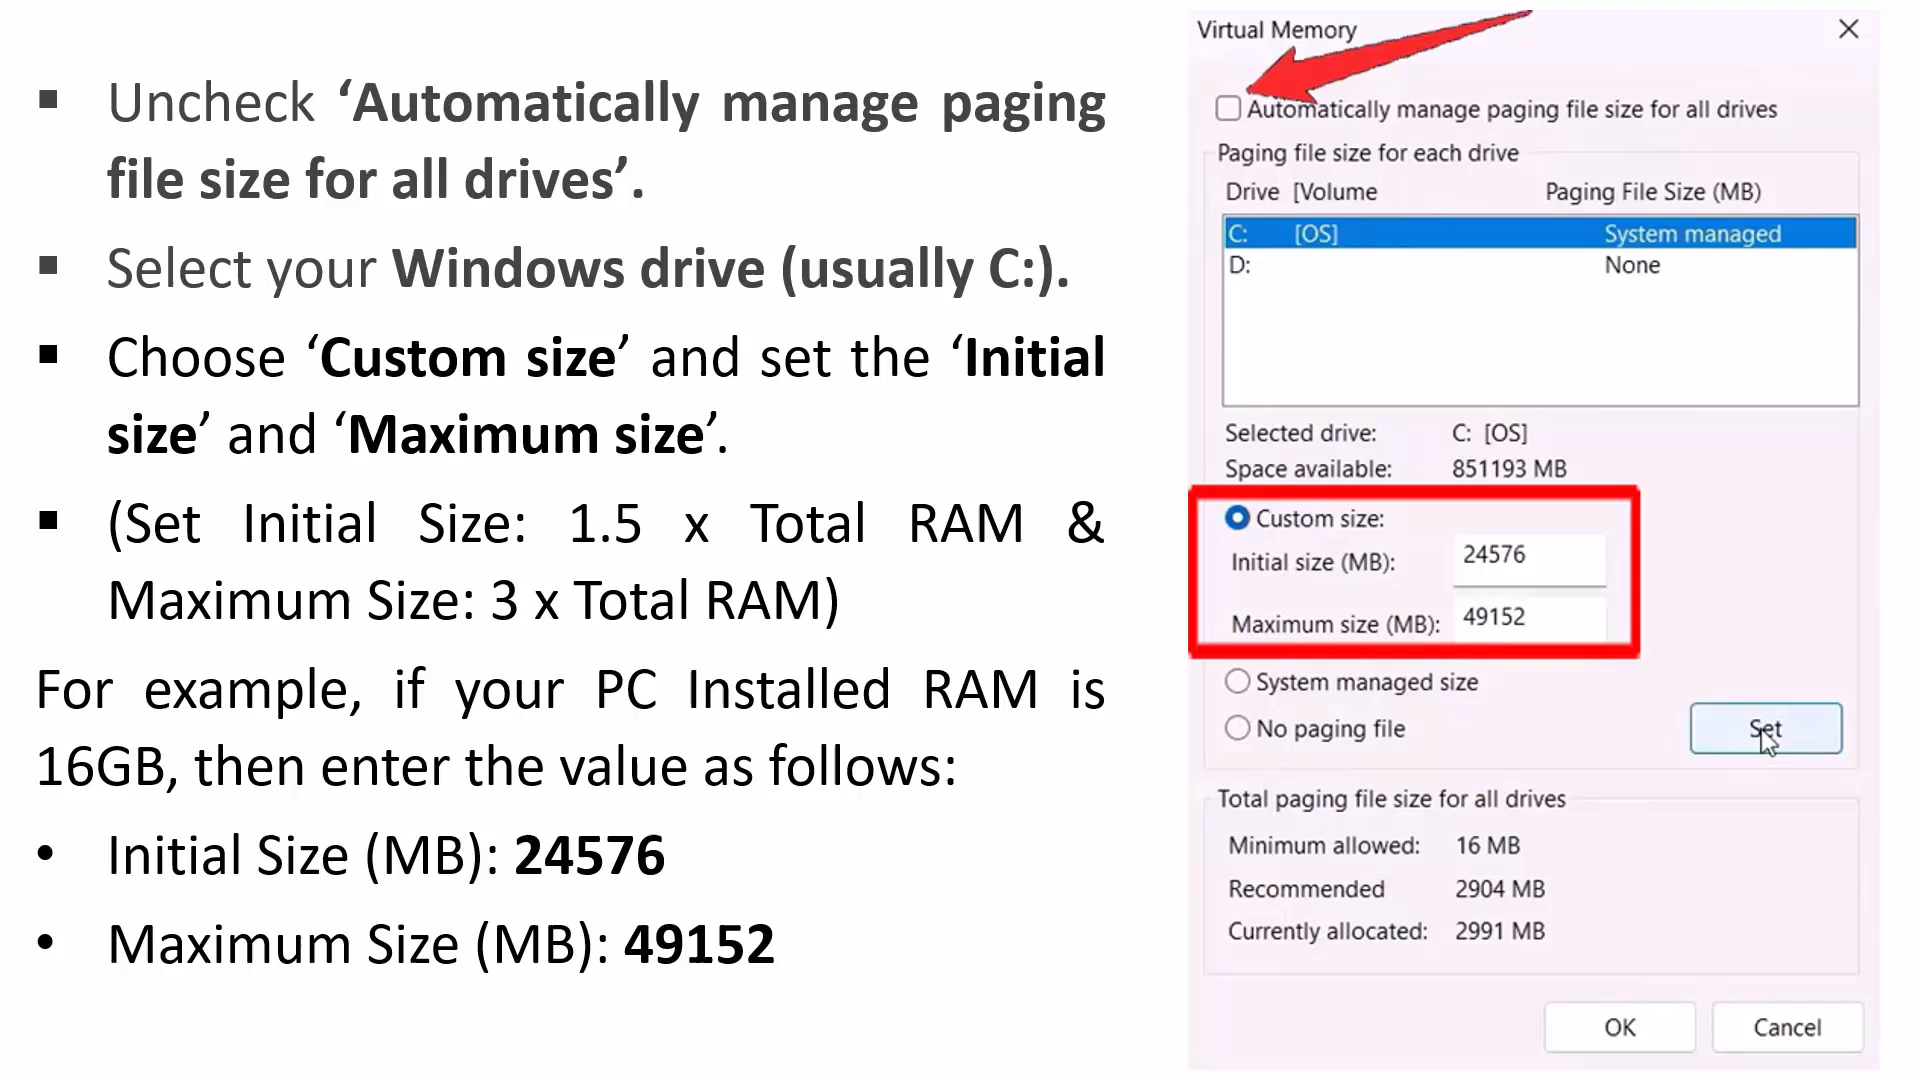 ▪ Uncheck ‘Automatically manage paging
file size for all drives’.
▪ Select your Windows drive (usually C:).
▪ Choose ‘Custom size’ and set the ‘Initial
size’ and ‘Maximum size’.
▪ (Set Initial Size: 1.5 x Total RAM &
Maximum Size: 3 x Total RAM)
For example, if your PC Installed RAM is
16GB, then enter the value as follows:
• Initial Size (MB): 24576
• Maximum Size (MB): 49152
Virtual Memory
Automatically manage paging file size for all drives
Paging file size for each drive
Drive [Volume Paging File Size (MB)
C: [OS] System managed
D: None
Selected drive: C: [OS]
Space available: 851193 MB
Custom size:
Initial size (MB): 24576
Maximum size (MB): 49152
System managed size
No paging file Set
Total paging file size for all drives
Minimum allowed: 16 MB
Recommended 2904 MB
Currently allocated: 2991 MB
OK Cancel